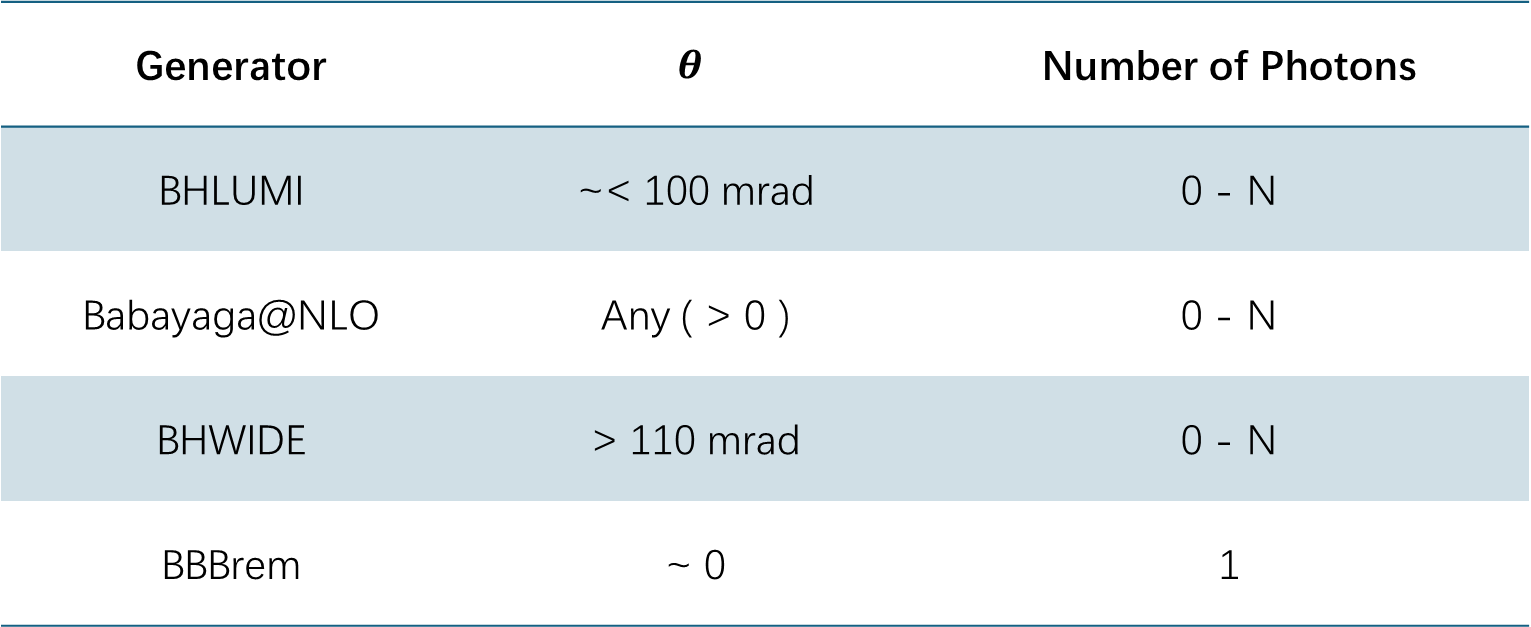 Generator θ Number of Photons
BHLUMI ~< 100 mrad 0 - N
Babayaga@NLO Any ( > 0 ) 0 - N
BHWIDE > 110 mrad 0 - N
BBBrem ~ 0 1